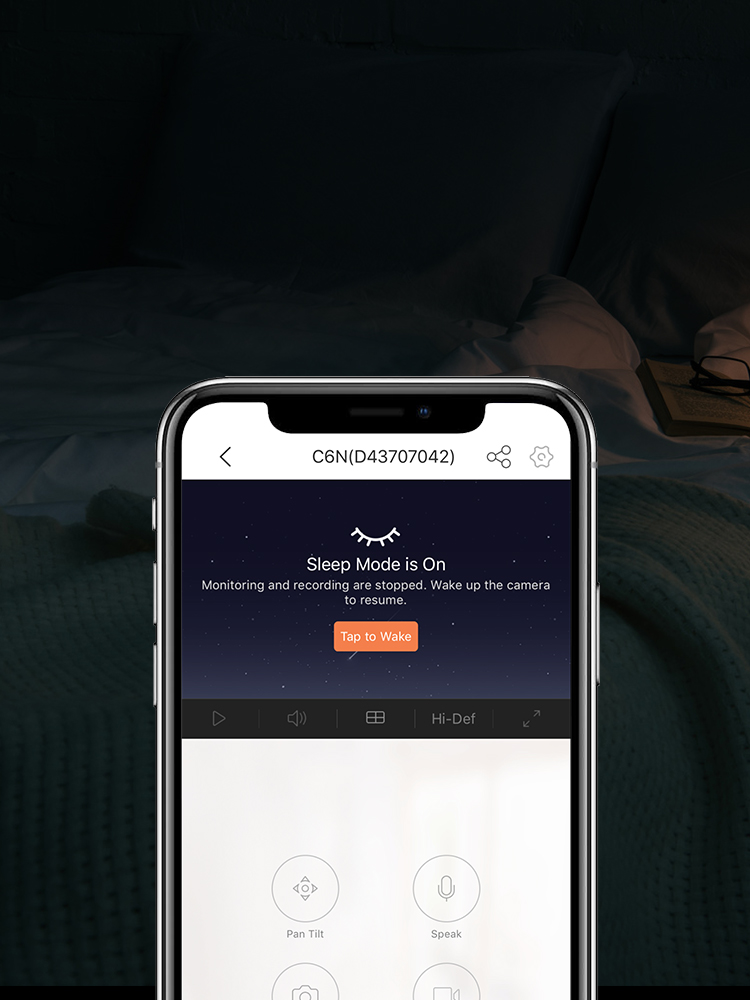 C6N(D43707042)
Sleep Mode is On
Monitoring and recording are stopped. Wake up the camera
to resume.
Tap to Wake
Hi-Def
Pan Tilt
Speak